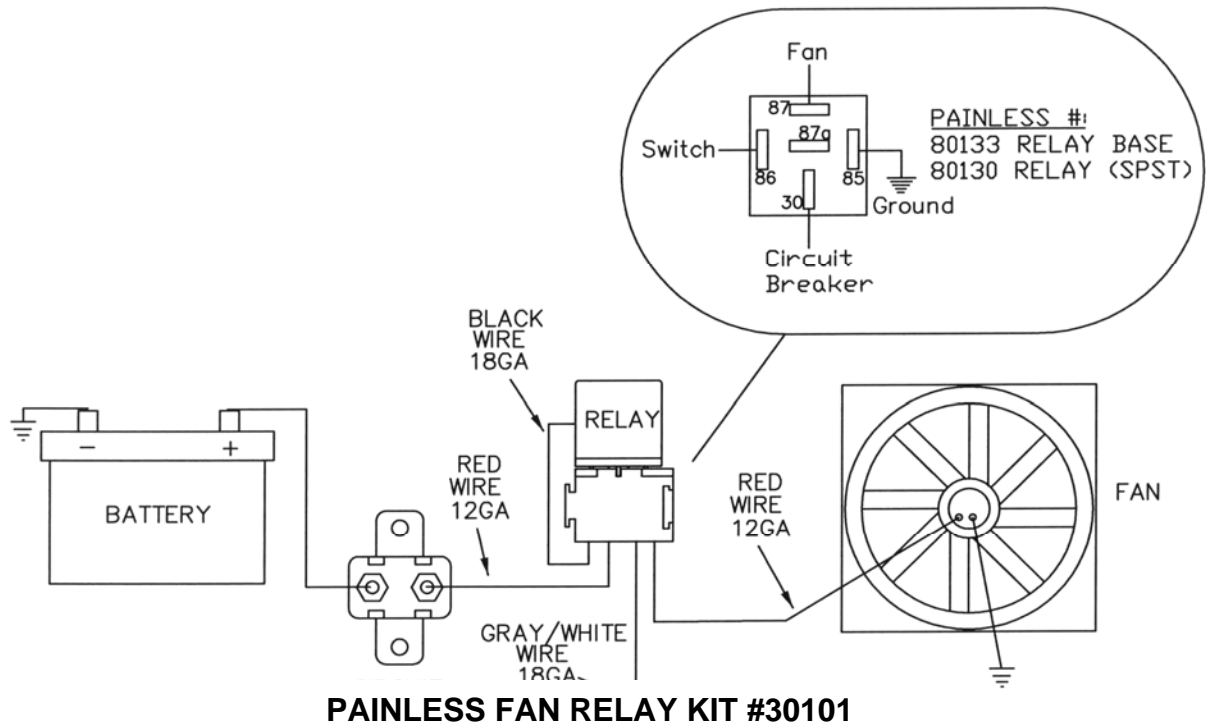 Fan
87
87a
Switch
86
85
30
Ground
Circuit
Breaker
PAINLESS #:
80133 RELAY BASE
80130 RELAY (SPST)
BLACK
WIRE
18GA
RELAY
−
+
BATTERY
RED
WIRE
12GA
RED
WIRE
12GA
FAN
GRAY/WHITE
WIRE
18GA
PAINLESS FAN RELAY KIT #30101